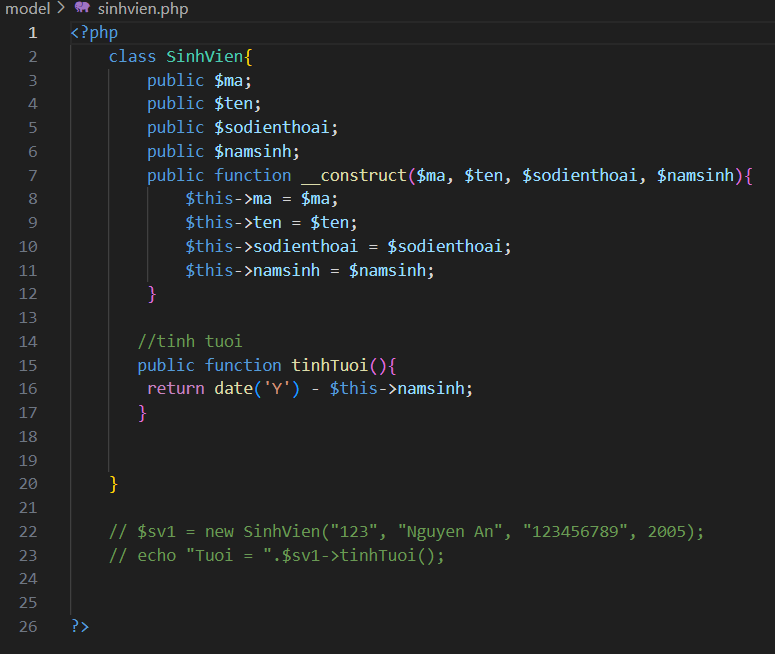 model > sinhvien.php
1 <?php
2 class SinhVien{
3 public $ma;
4 public $ten;
5 public $sodienthoai;
6 public $namsinh;
7 public function __construct($ma, $ten, $sodienthoai, $namsinh){
8 $this->ma = $ma;
9 $this->ten = $ten;
10 $this->sodienthoai = $sodienthoai;
11 $this->namsinh = $namsinh;
12 }
13
14 //tinh tuoi
15 public function tinhTuoi(){
16 return date('Y') - $this->namsinh;
17 }
18
19
20 }
21
22 // $sv1 = new SinhVien("123", "Nguyen An", "123456789", 2005);
23 // echo "Tuoi = ".$sv1->tinhTuoi();
24
25
26 ?>